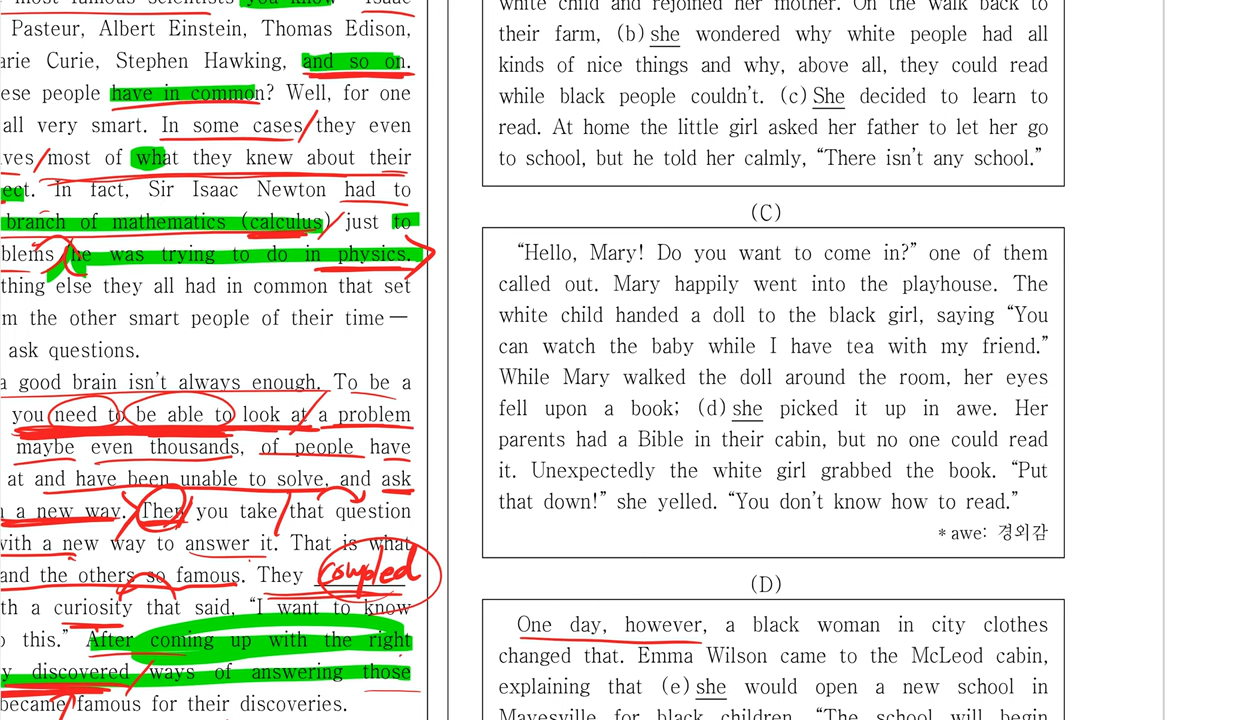 most famous scientists you know Isaac
Pasteur, Albert Einstein, Thomas Edison,
arie Curie, Stephen Hawking, and so on.
ese people have in common? Well, for one
all very smart. In some cases they even
ves most of what they knew about their
ect. In fact, Sir Isaac Newton had to
branch of mathematics (calculus) just to
blems he was trying to do in physics.
thing else they all had in common that set
m the other smart people of their time—
ask questions.
a good brain isn't always enough. To be a
you need to be able to look at a problem
maybe even thousands, of people have
at and have been unable to solve, and ask
a new way. Then you take that question
with a new way to answer it. That is what
and the others so famous. They coupled
th a curiosity that said, “I want to know
this.” After coming up with the right
y discovered ways of answering those
became famous for their discoveries.
white child and rejoined her mother. On the walk back to
their farm, (b) she wondered why white people had all
kinds of nice things and why, above all, they could read
while black people couldn't. (c) She decided to learn to
read. At home the little girl asked her father to let her go
to school, but he told her calmly, “There isn't any school.”
(C)
“Hello, Mary! Do you want to come in?” one of them
called out. Mary happily went into the playhouse. The
white child handed a doll to the black girl, saying “You
can watch the baby while I have tea with my friend.”
While Mary walked the doll around the room, her eyes
fell upon a book; (d) she picked it up in awe. Her
parents had a Bible in their cabin, but no one could read
it. Unexpectedly the white girl grabbed the book. “Put
that down!” she yelled. “You don't know how to read.”
* awe: 경외감
(D)
One day, however, a black woman in city clothes
changed that. Emma Wilson came to the McLeod cabin,
explaining that (e) she would open a new school in
Mayesville for black children. “The school will begin